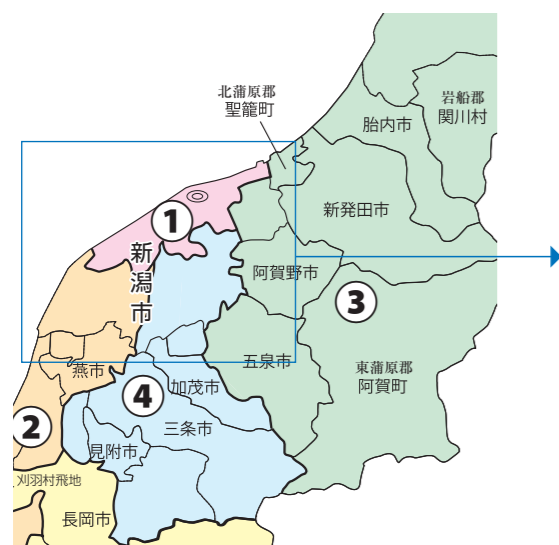 北蒲原郡
聖籠町
岩船郡
関川村
胎内市
新発田市
1
新潟市
阿賀野市
3
五泉市
東蒲原郡
阿賀町
燕市
加茂市
4
三条市
2
見附市
刈羽村飛地
長岡市